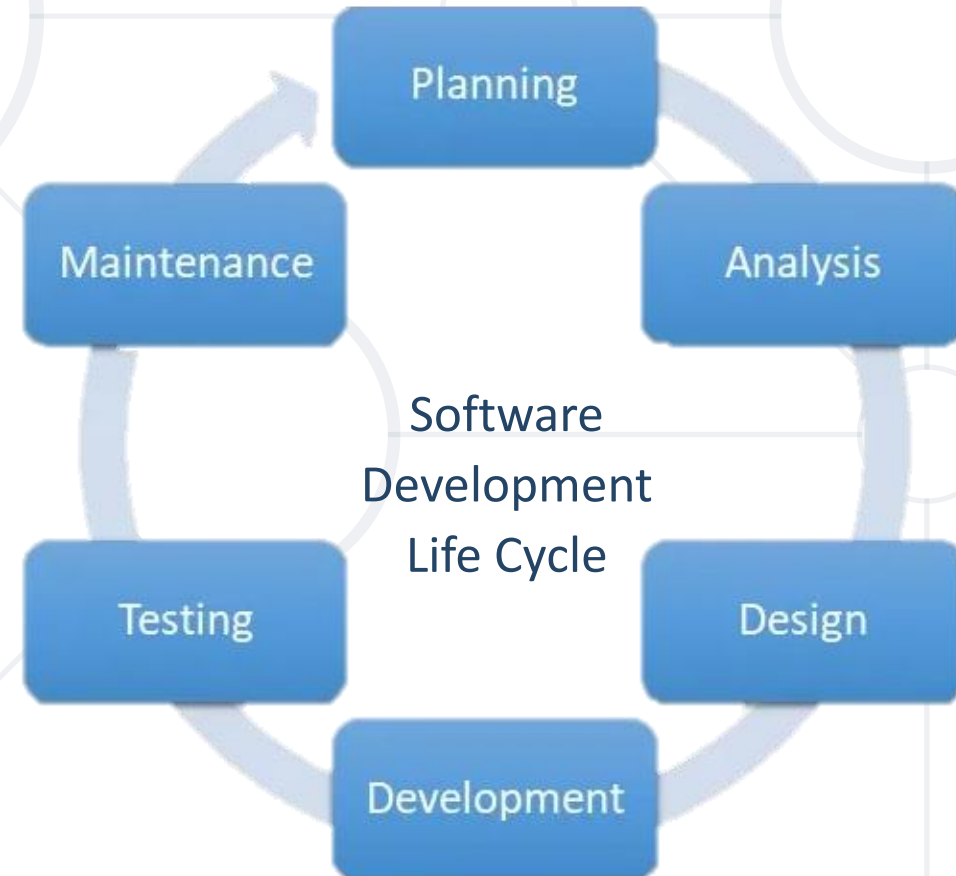 Planning
Maintenance
Analysis
Software
Development
Life Cycle
Testing
Design
Development